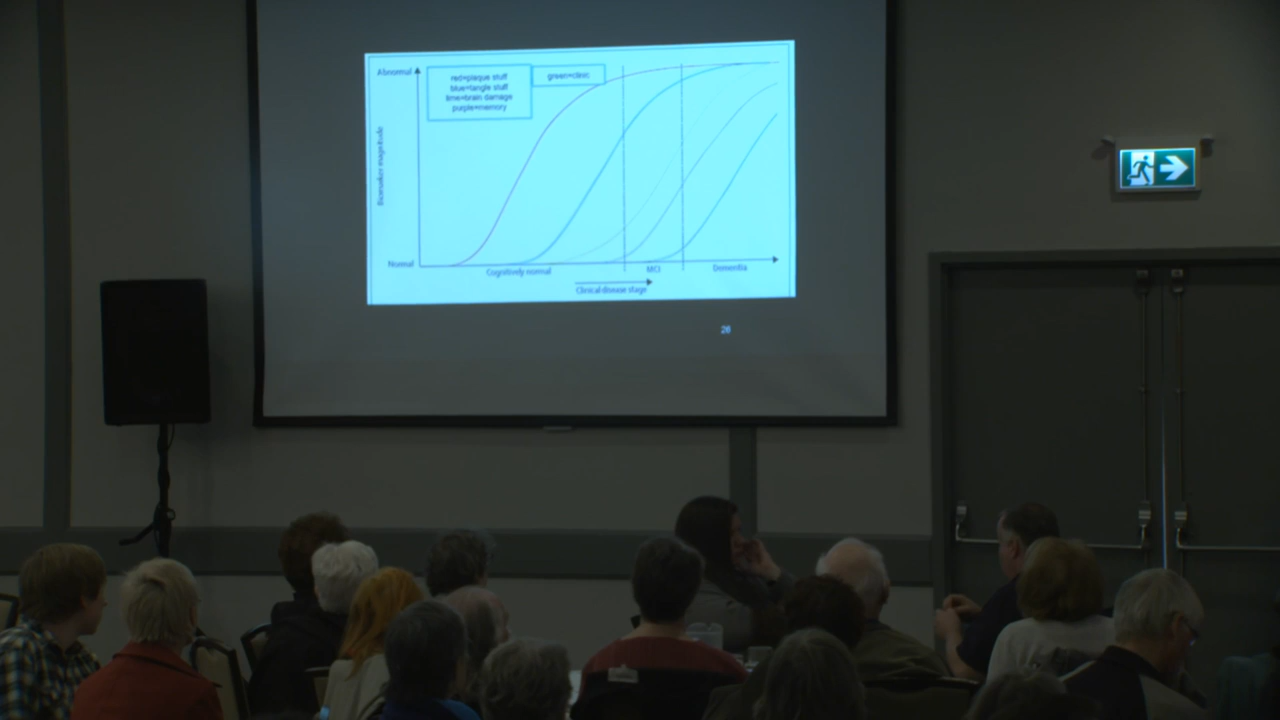 Abnormal
red=plaque stuff
blue=tangle stuff
lime=brain damage
purple=memory
green=clinic
Biomarker magnitude
Normal
Cognitively normal
MCI
Dementia
Clinical disease stage
26